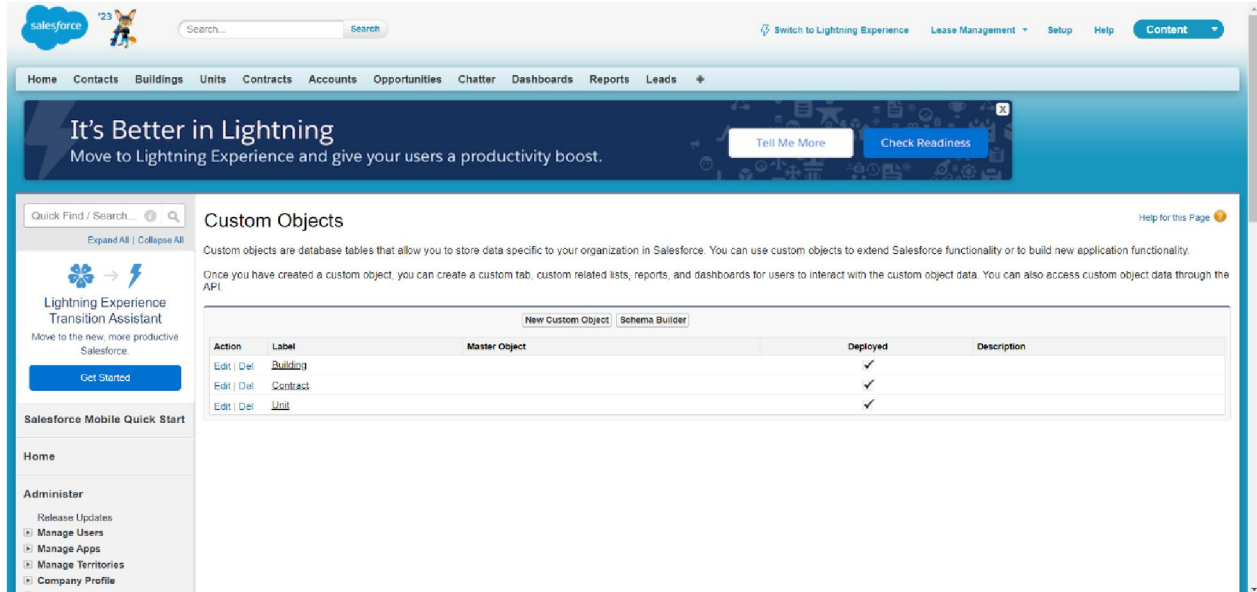 salesforce '23
Search... Search
Switch to Lightning Experience Lease Management Setup Help Content
Home Contacts Buildings Units Contracts Accounts Opportunities Chatter Dashboards Reports Leads +
It's Better in Lightning
Move to Lightning Experience and give your users a productivity boost.
Tell Me More Check Readiness X
Quick Find / Search... i
Expand All | Collapse All
Lightning Experience
Transition Assistant
Move to the new, more productive
Salesforce.
Get Started
Salesforce Mobile Quick Start
Home
Administer
Release Updates
Manage Users
Manage Apps
Manage Territories
Company Profile
Custom Objects
Help for this Page ?
Custom objects are database tables that allow you to store data specific to your organization in Salesforce. You can use custom objects to extend Salesforce functionality or to build new application functionality.
Once you have created a custom object, you can create a custom tab, custom related lists, reports, and dashboards for users to interact with the custom object data. You can also access custom object data through the
API.
New Custom Object Schema Builder
Action Label Master Object Deployed Description
Edit | Del Building ✓
Edit | Del Contract ✓
Edit | Del Unit ✓